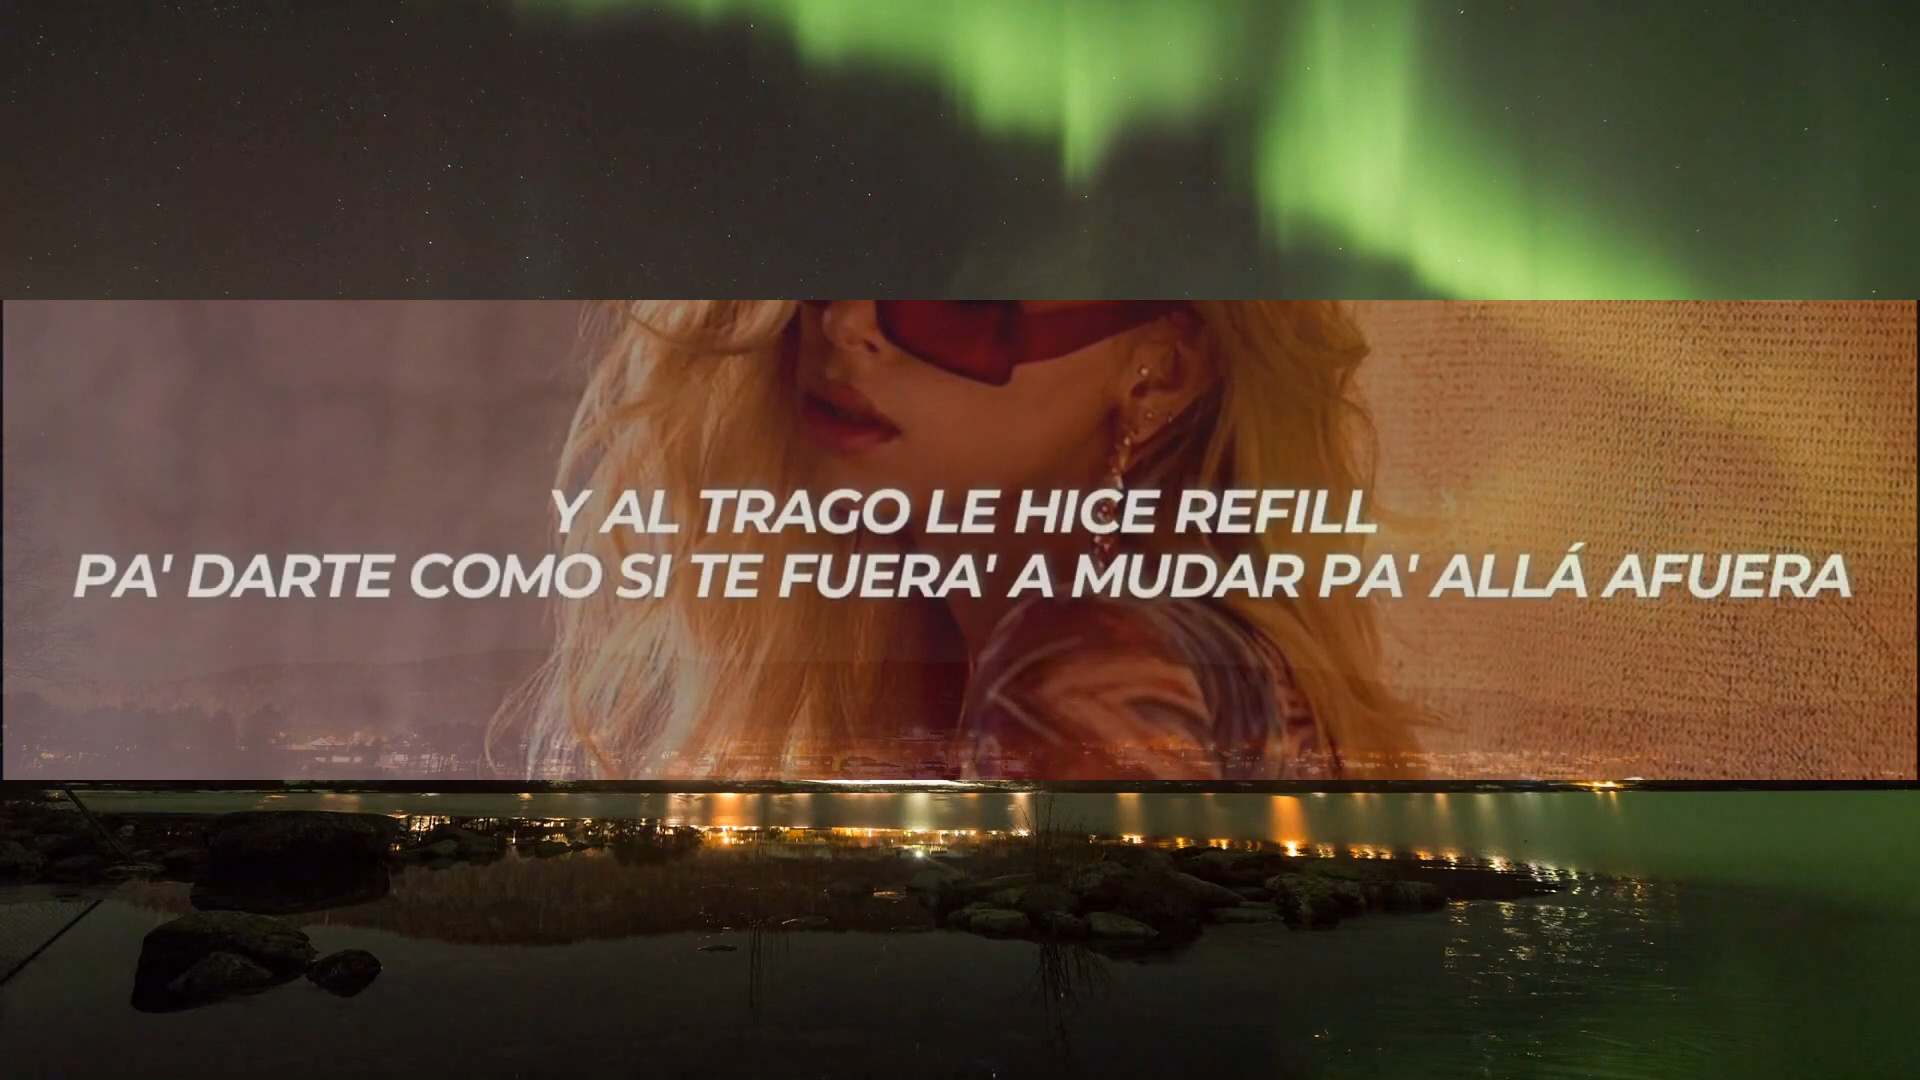 Y AL TRAGO LE HICE REFILL
PA' DARTE COMO SI TE FUERA' A MUDAR PA' ALLÁ AFUERA